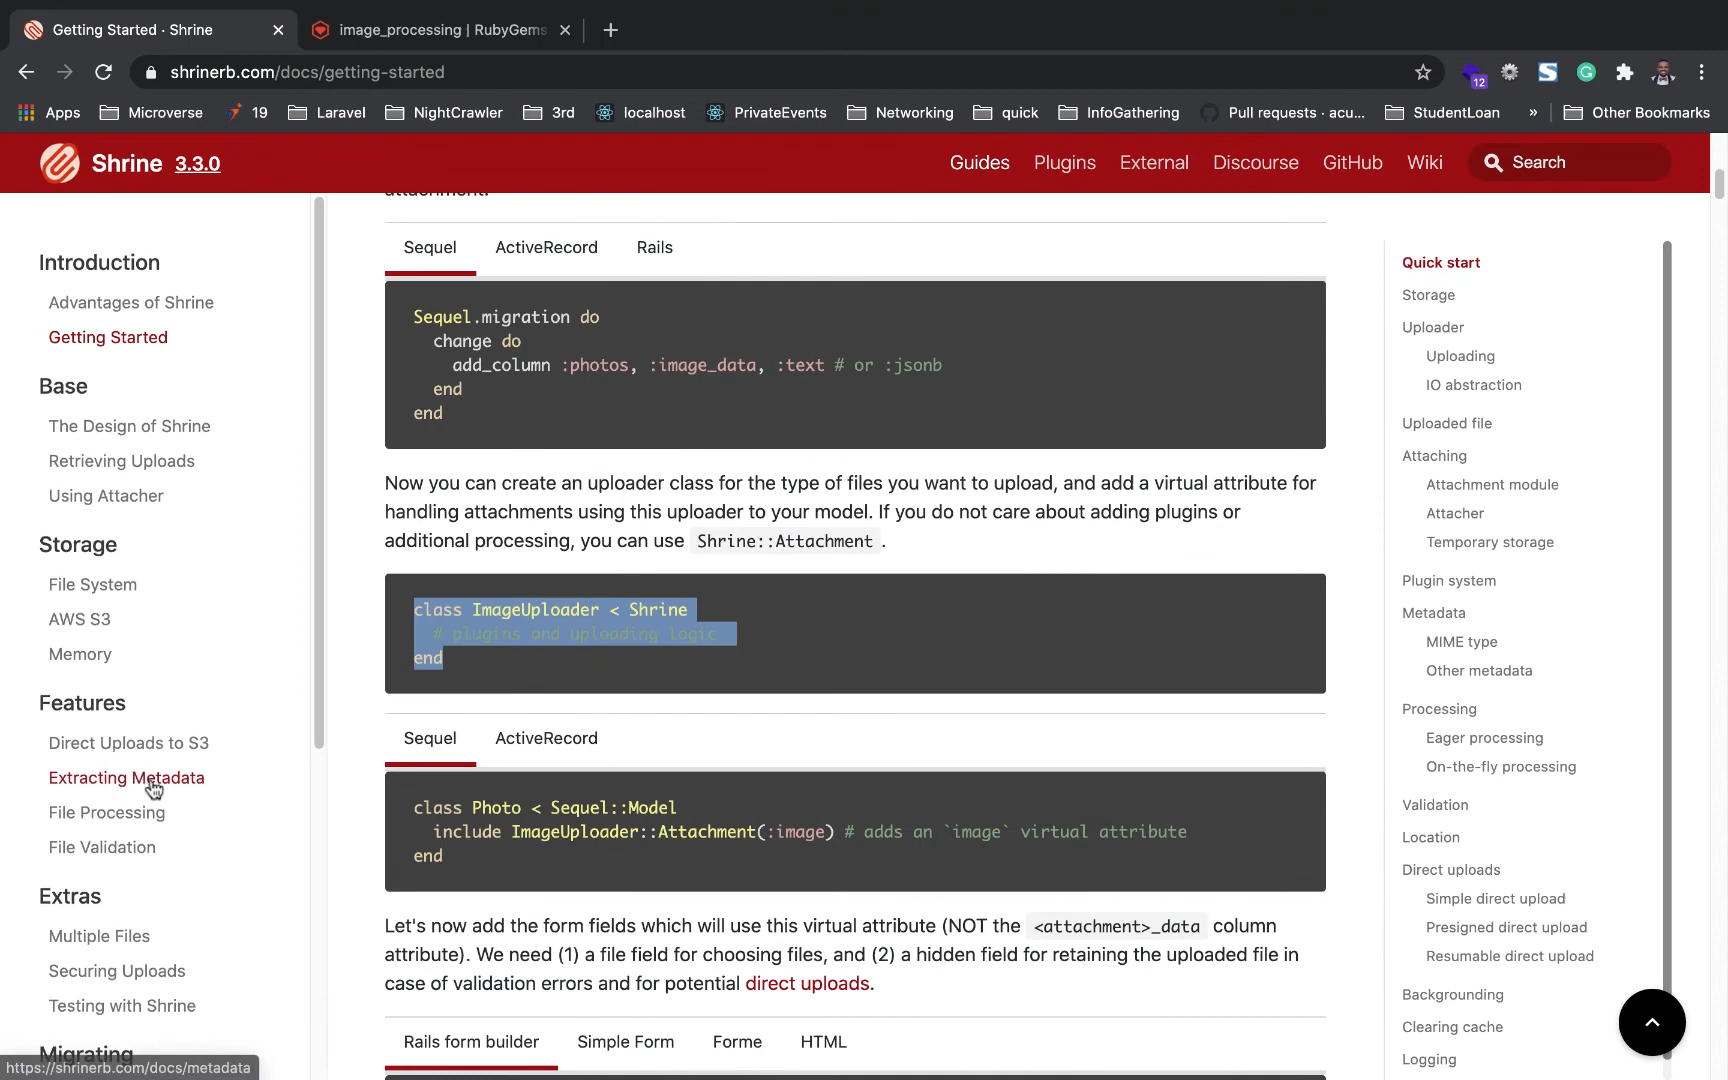 Getting Started · Shrine
image_processing | RubyGems.
shrinerb.com/docs/getting-started
12
Apps
Microverse
19
Laravel
NightCrawler
3rd
localhost
PrivateEvents
Networking
quick
InfoGathering
Pull requests · acu...
StudentLoan
»
Other Bookmarks
Shrine 3.3.0
Guides
Plugins
External
Discourse
GitHub
Wiki
Search
Introduction
Advantages of Shrine
Getting Started
Base
The Design of Shrine
Retrieving Uploads
Using Attacher
Storage
File System
AWS S3
Memory
Features
Direct Uploads to S3
Extracting Metadata
File Processing
File Validation
Extras
Multiple Files
Securing Uploads
Testing with Shrine
Migrating
https://shrinerb.com/docs/metadata
attachment.
Sequel
ActiveRecord
Rails
Sequel.migration do
change do
add_column :photos, :image_data, :text # or :jsonb
end
end
Now you can create an uploader class for the type of files you want to upload, and add a virtual attribute for
handling attachments using this uploader to your model. If you do not care about adding plugins or
additional processing, you can use Shrine::Attachment .
class ImageUploader < Shrine
# plugins and uploading logic
end
Sequel
ActiveRecord
class Photo < Sequel::Model
include ImageUploader::Attachment(:image) # adds an `image` virtual attribute
end
Let's now add the form fields which will use this virtual attribute (NOT the <attachment>_data column
attribute). We need (1) a file field for choosing files, and (2) a hidden field for retaining the uploaded file in
case of validation errors and for potential direct uploads.
Rails form builder
Simple Form
Forme
HTML
Quick start
Storage
Uploader
Uploading
IO abstraction
Uploaded file
Attaching
Attachment module
Attacher
Temporary storage
Plugin system
Metadata
MIME type
Other metadata
Processing
Eager processing
On-the-fly processing
Validation
Location
Direct uploads
Simple direct upload
Presigned direct upload
Resumable direct upload
Backgrounding
Clearing cache
Logging